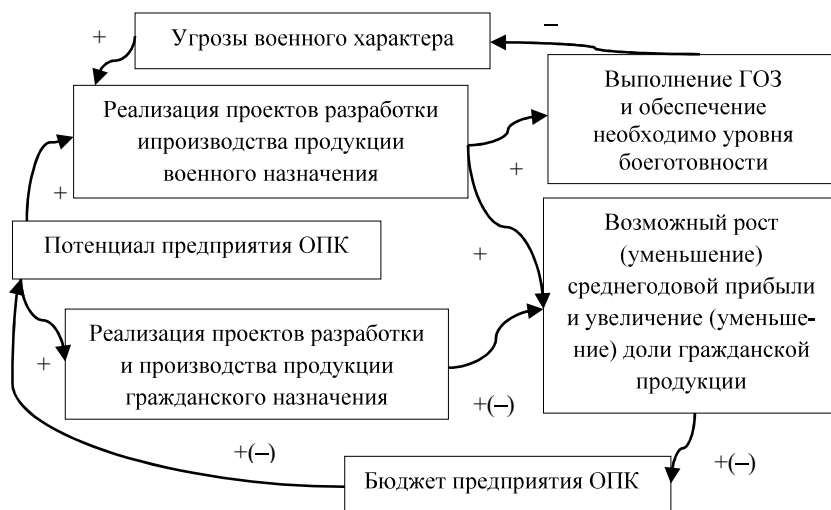 +
Угрозы военного характера
–
Реализация проектов разработки
ипроизводства продукции
военного назначения
Выполнение ГОЗ
и обеспечение
необходимо уровня
боеготовности
+
+
Потенциал предприятия ОПК
+
Возможный рост
(уменьшение)
среднегодовой прибыли
и увеличение (уменьше-
ние) доли гражданской
продукции
+
Реализация проектов разработки
и производства продукции
гражданского назначения
+(–)
+(–)
+(–)
Бюджет предприятия ОПК